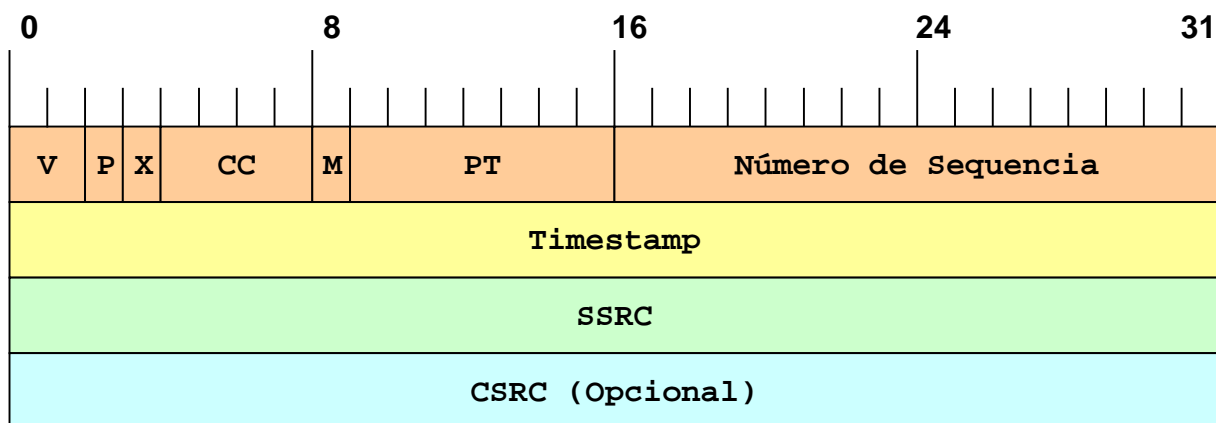 0 8 16 24 31
V P X CC M PT Número de Sequencia
Timestamp
SSRC
CSRC (Opcional)